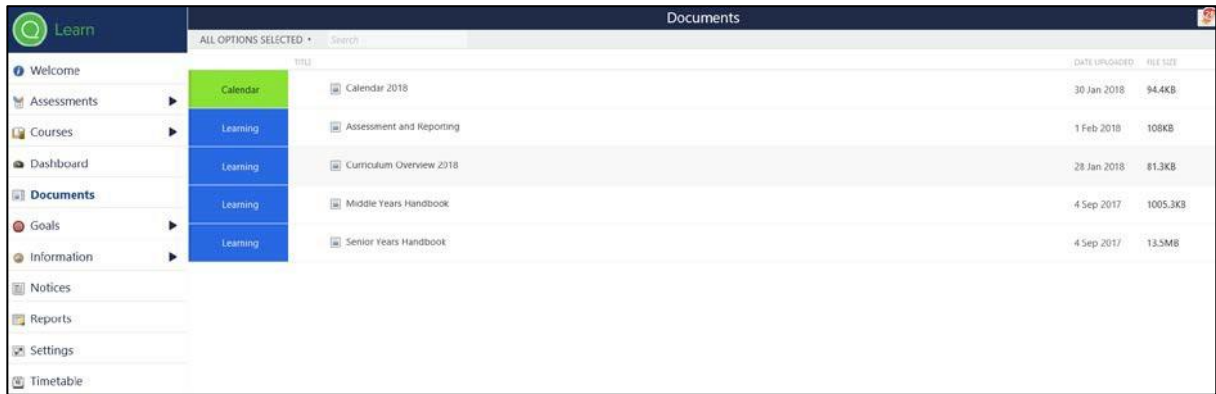 Learn
Documents
ALL OPTIONS SELECTED
Search
TITLE DATE UPLOADED FILE SIZE
Welcome
Assessments
Courses
Dashboard
Documents
Goals
Information
Notices
Reports
Settings
Timetable
Calendar Calendar 2018 30 Jan 2018 94.4KB
Learning Assessment and Reporting 1 Feb 2018 108KB
Learning Curriculum Overview 2018 28 Jan 2018 81.3KB
Learning Middle Years Handbook 4 Sep 2017 1005.3KB
Learning Senior Years Handbook 4 Sep 2017 13.5MB